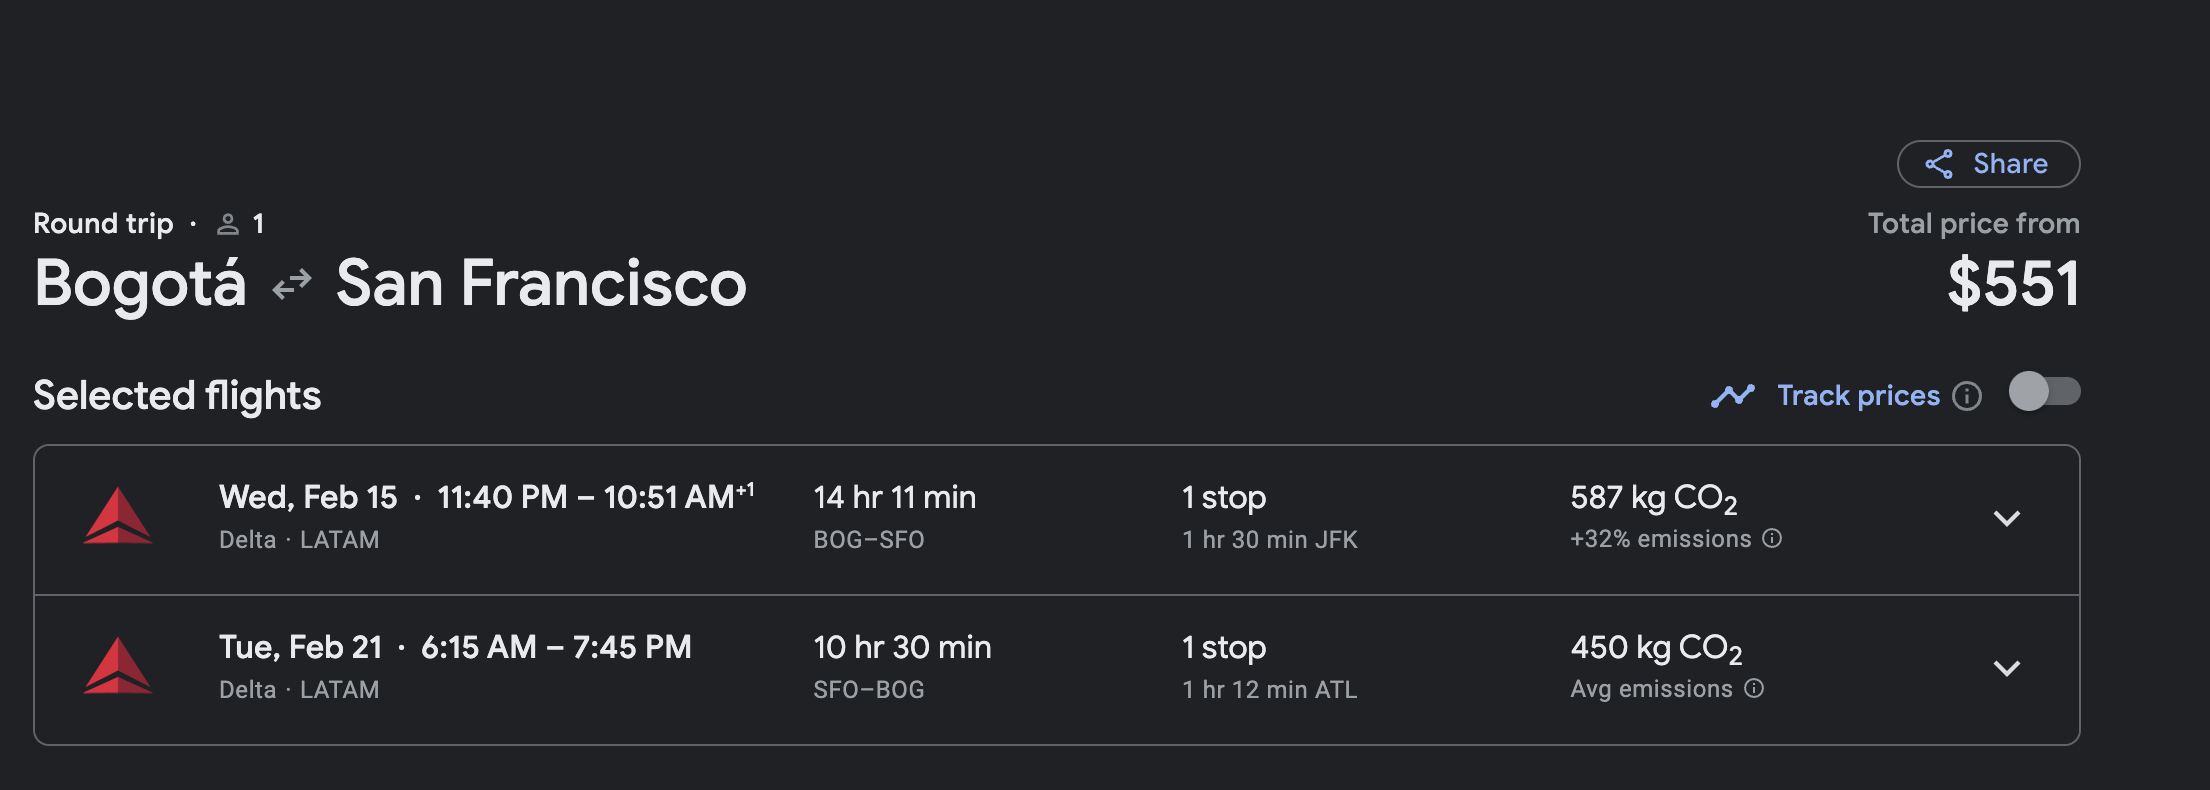 Share
Round trip · 1
Total price from
Bogotá San Francisco
$551
Selected flights
Track prices
Wed, Feb 15 · 11:40 PM – 10:51 AM+1
14 hr 11 min
1 stop
587 kg CO2
Delta · LATAM
BOG–SFO
1 hr 30 min JFK
+32% emissions
Tue, Feb 21 · 6:15 AM – 7:45 PM
10 hr 30 min
1 stop
450 kg CO2
Delta · LATAM
SFO–BOG
1 hr 12 min ATL
Avg emissions